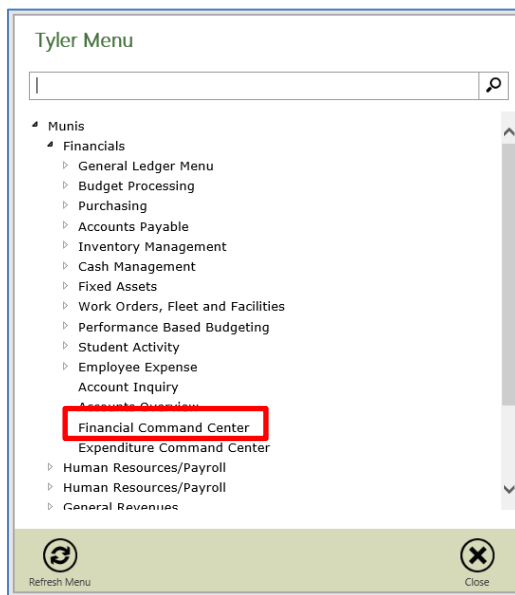 Tyler Menu
Munis
Financials
General Ledger Menu
Budget Processing
Purchasing
Accounts Payable
Inventory Management
Cash Management
Fixed Assets
Work Orders, Fleet and Facilities
Performance Based Budgeting
Student Activity
Employee Expense
Account Inquiry
Accounts Overview
Financial Command Center
Expenditure Command Center
Human Resources/Payroll
Human Resources/Payroll
General Revenues
Refresh Menu
Close